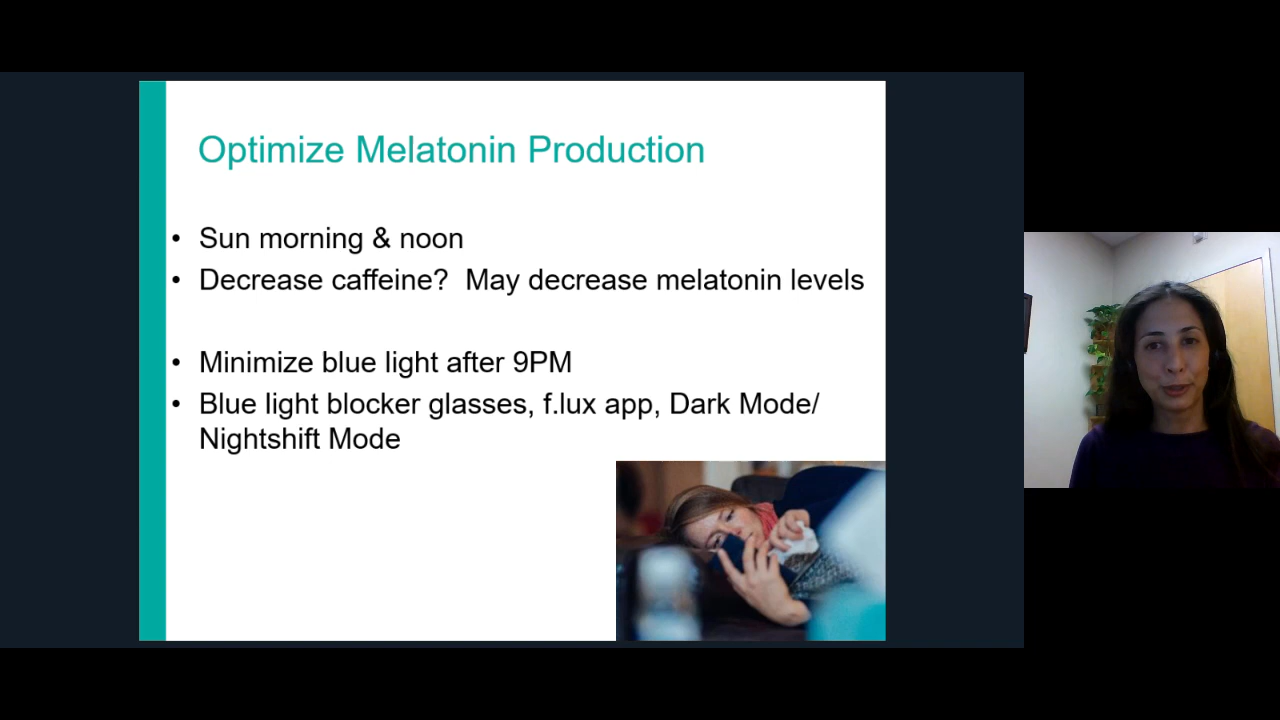 Optimize Melatonin Production
• Sun morning & noon
• Decrease caffeine?  May decrease melatonin levels
• Minimize blue light after 9PM
• Blue light blocker glasses, f.lux app, Dark Mode/
Nightshift Mode